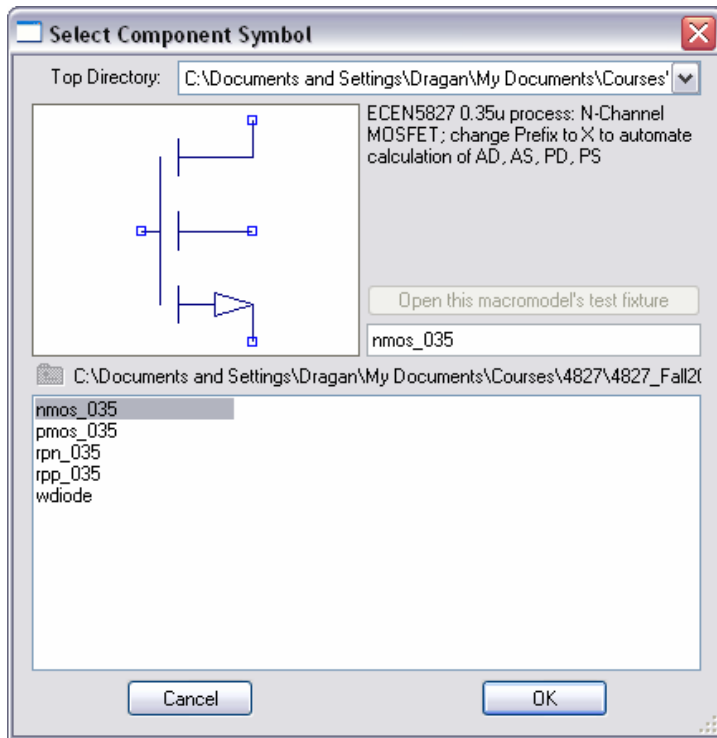 Select Component Symbol
Top Directory: C:\Documents and Settings\Dragan\My Documents\Courses'
ECEN5827 0.35u process: N-Channel
MOSFET; change Prefix to X to automate
calculation of AD, AS, PD, PS
Open this macromodel's test fixture
nmos_035
C:\Documents and Settings\Dragan\My Documents\Courses\4827\4827_Fall20
nmos_035
pmos_035
rpn_035
rpp_035
wdiode
Cancel OK